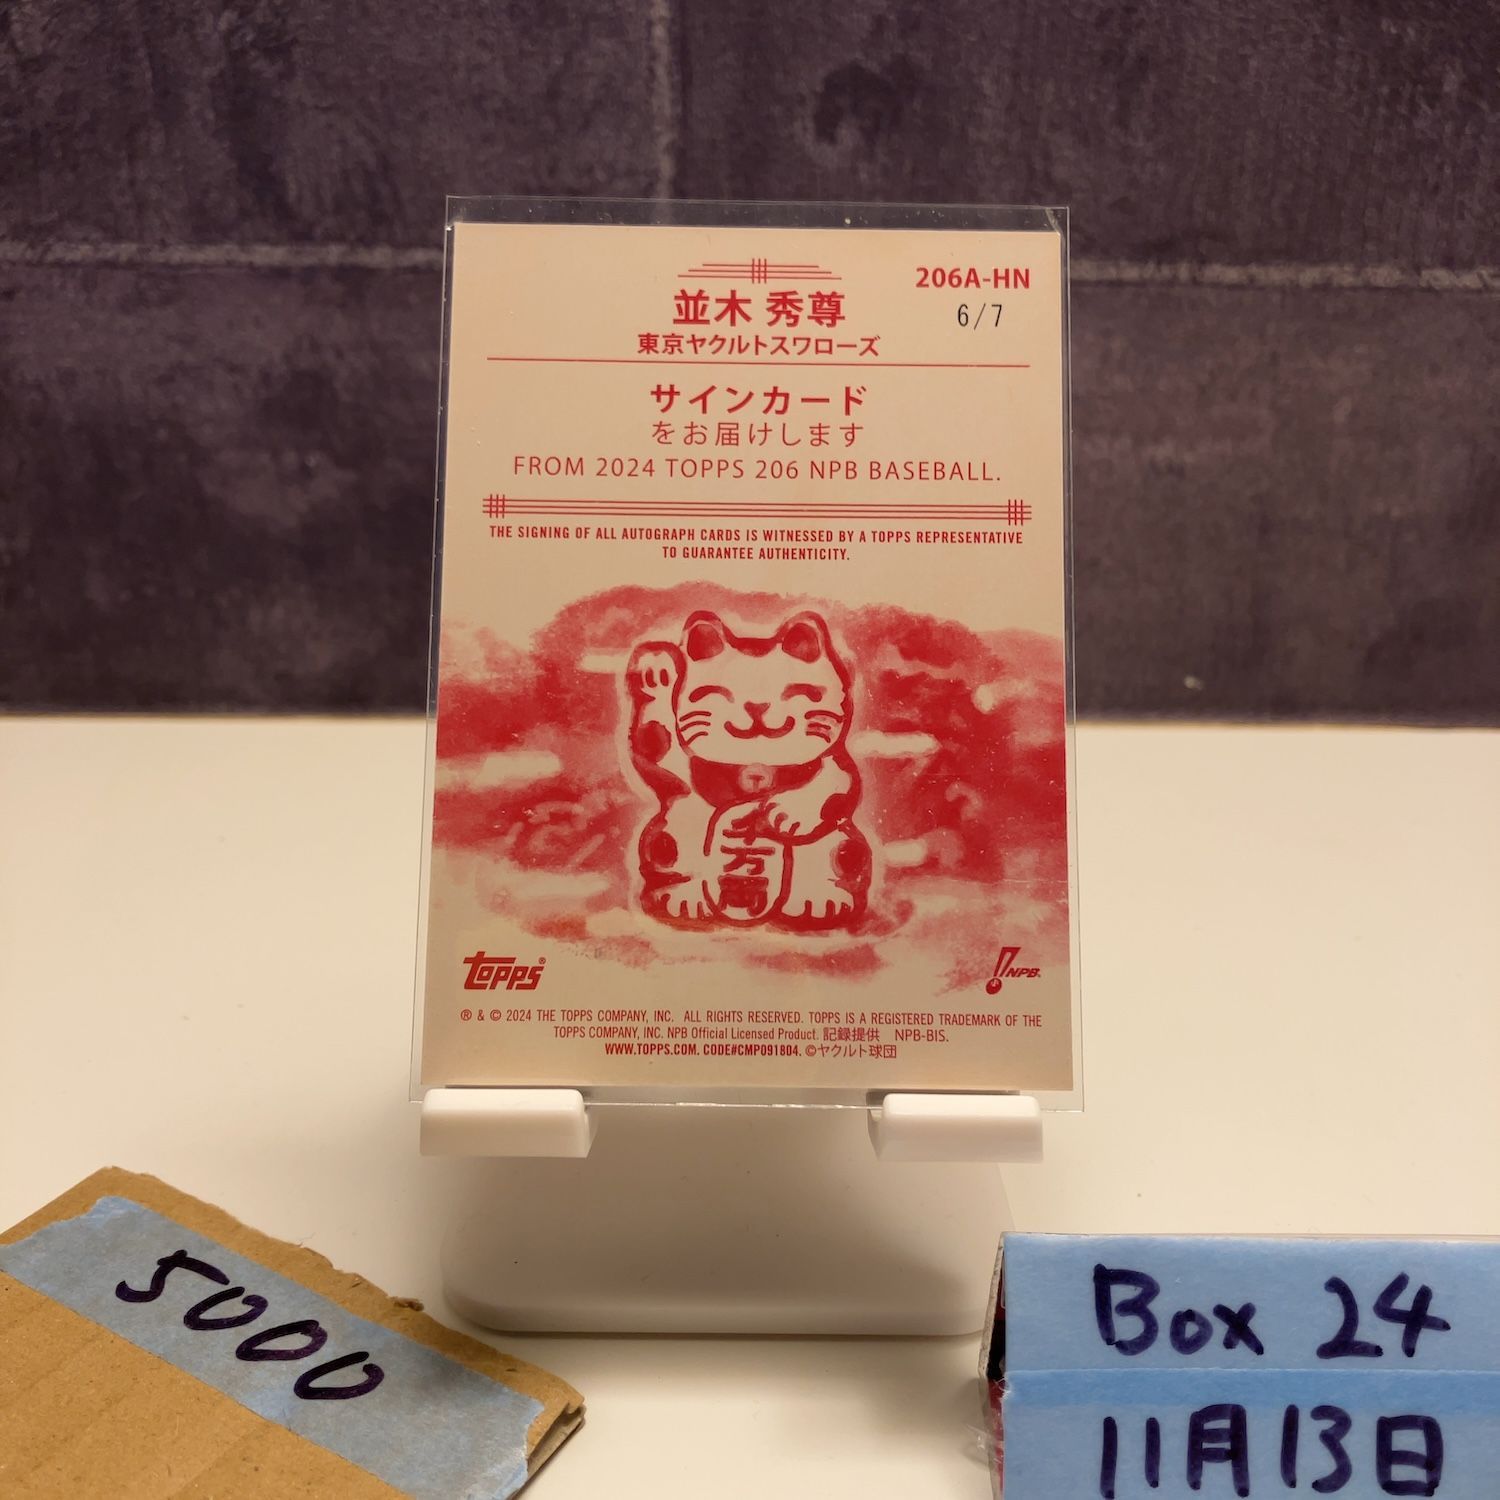 206A-HN
6/7
並木 秀尊
東京ヤクルトスワローズ
サインカード
をお届けします
FROM 2024 TOPPS 206 NPB BASEBALL.
THE SIGNING OF ALL AUTOGRAPH CARDS IS WITNESSED BY A TOPPS REPRESENTATIVE
TO GUARANTEE AUTHENTICITY.
T
千
万
両
TOPPS®
NPB®
® & © 2024 THE TOPPS COMPANY, INC. ALL RIGHTS RESERVED. TOPPS IS A REGISTERED TRADEMARK OF THE
TOPPS COMPANY, INC. NPB Official Licensed Product. 記録提供 NPB-BIS.
WWW.TOPPS.COM. CODE#CMP091804. ©ヤクルト球団
5000
Box 24
11月13日